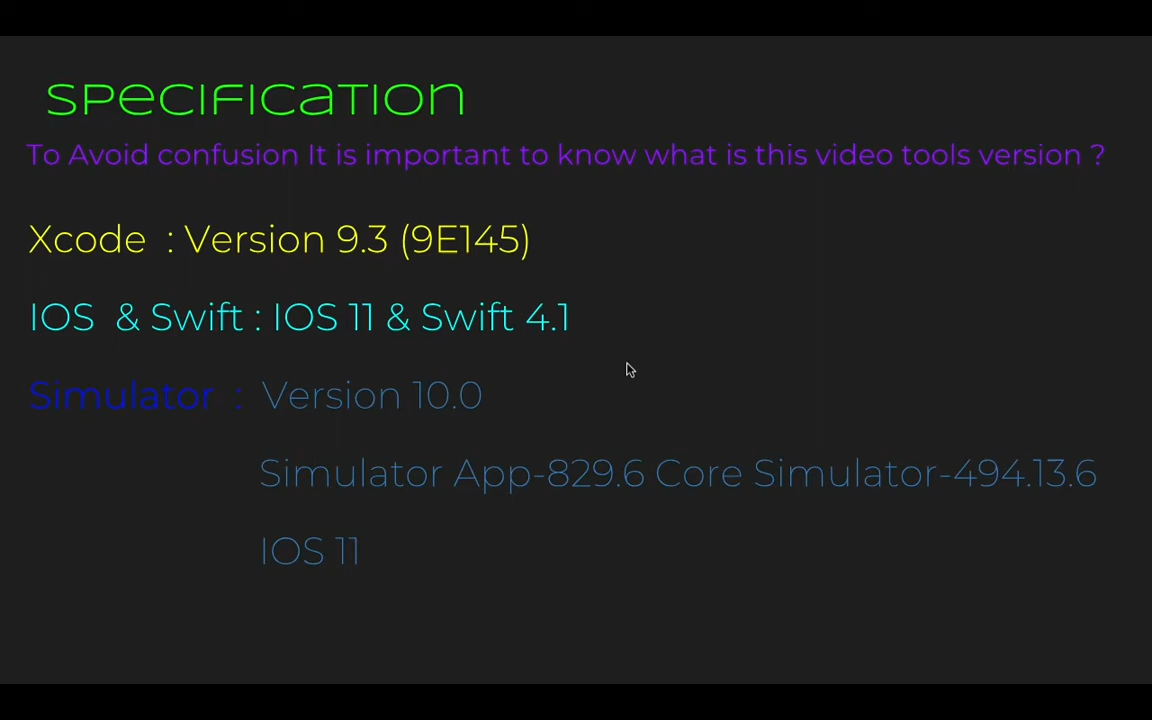 Specification
To Avoid confusion It is important to know what is this video tools version ?
Xcode : Version 9.3 (9E145)
IOS & Swift : IOS 11 & Swift 4.1
Simulator : Version 10.0
Simulator App-829.6 Core Simulator-494.13.6
IOS 11